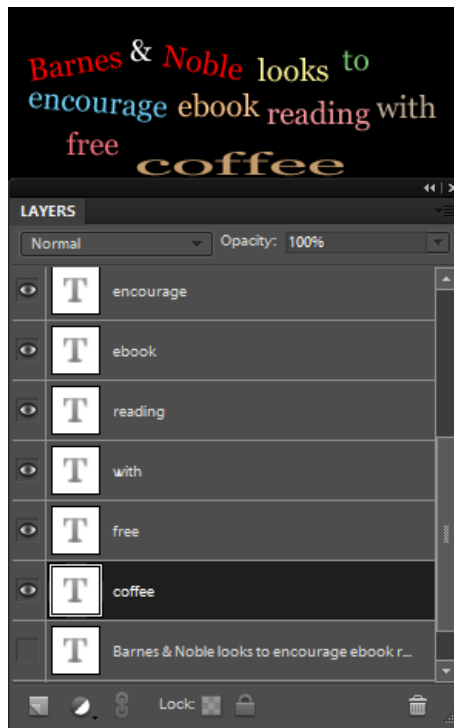 Barnes & Noble looks to
encourage ebook reading with
free coffee
LAYERS
Normal Opacity: 100%
T encourage
T ebook
T reading
T with
T free
T coffee
T Barnes & Noble looks to encourage ebook r...
Lock: